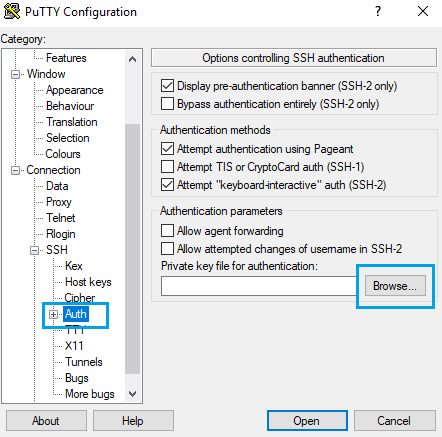 PuTTY Configuration
Category:
Features
Window
Appearance
Behaviour
Translation
Selection
Colours
Connection
Data
Proxy
Telnet
Rlogin
SSH
Kex
Host keys
Cipher
Auth
TTY
X11
Tunnels
Bugs
More bugs
Options controlling SSH authentication
Display pre-authentication banner (SSH-2 only)
Bypass authentication entirely (SSH-2 only)
Authentication methods
Attempt authentication using Pageant
Attempt TIS or CryptoCard auth (SSH-1)
Attempt "keyboard-interactive" auth (SSH-2)
Authentication parameters
Allow agent forwarding
Allow attempted changes of username in SSH-2
Private key file for authentication:
Browse...
About
Help
Open
Cancel